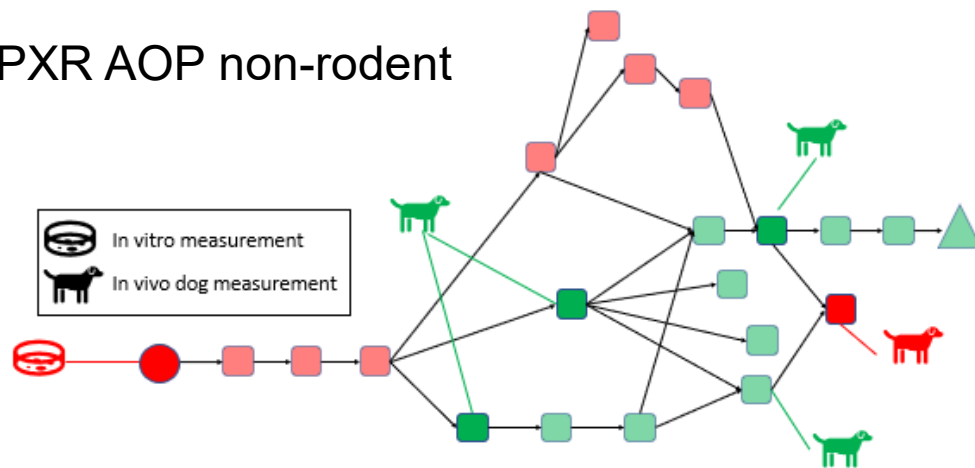 PXR AOP non-rodent
In vitro measurement
In vivo dog measurement